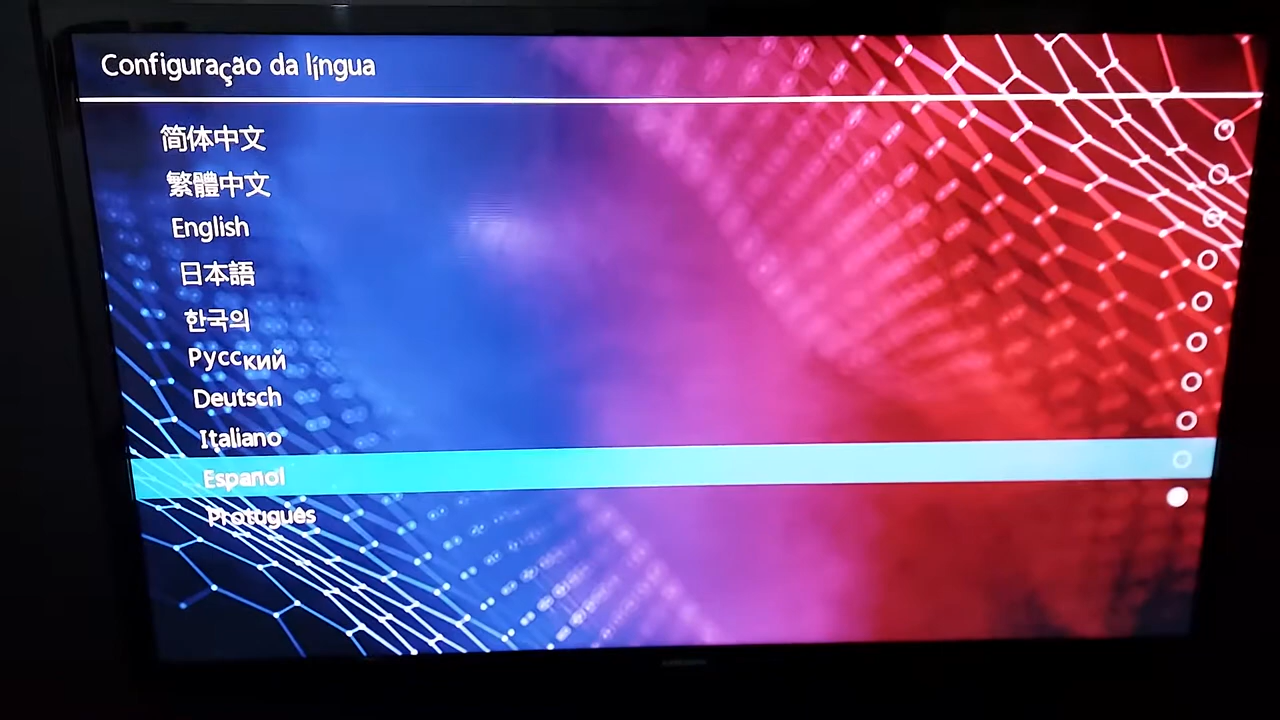 Configuração da língua
简体中文
繁體中文
English
日本語
한국의
Русский
Deutsch
Italiano
Espanol
Protuguês